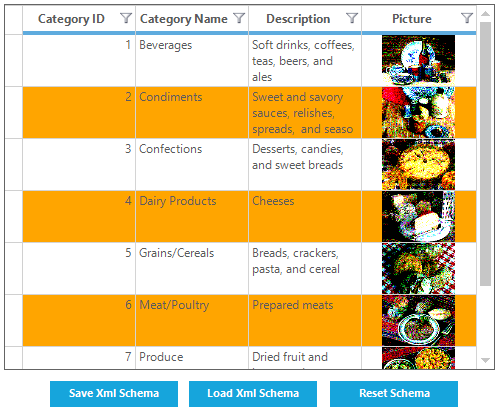 Category ID Category Name Description Picture
1 Beverages Soft drinks, coffees,
teas, beers, and
ales
2 Condiments Sweet and savory
sauces, relishes,
spreads, and seaso
3 Confections Desserts, candies,
and sweet breads
4 Dairy Products Cheeses
5 Grains/Cereals Breads, crackers,
pasta, and cereal
6 Meat/Poultry Prepared meats
7 Produce Dried fruit and
Save Xml Schema Load Xml Schema Reset Schema